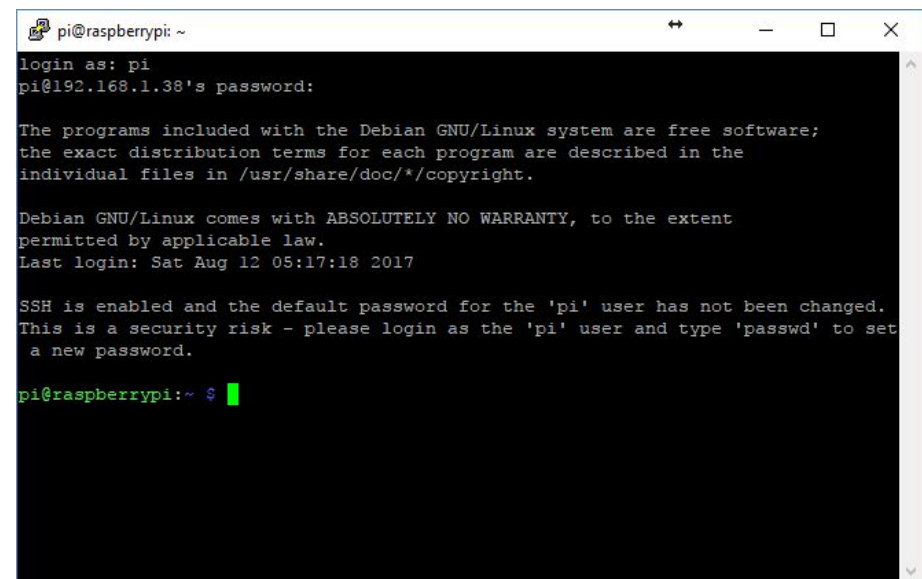 pi@raspberrypi: ~
login as: pi
pi@192.168.1.38's password:
The programs included with the Debian GNU/Linux system are free software;
the exact distribution terms for each program are described in the
individual files in /usr/share/doc/*/copyright.
Debian GNU/Linux comes with ABSOLUTELY NO WARRANTY, to the extent
permitted by applicable law.
Last login: Sat Aug 12 05:17:18 2017
SSH is enabled and the default password for the 'pi' user has not been changed.
This is a security risk - please login as the 'pi' user and type 'passwd' to set
 a new password.
pi@raspberrypi:~ $